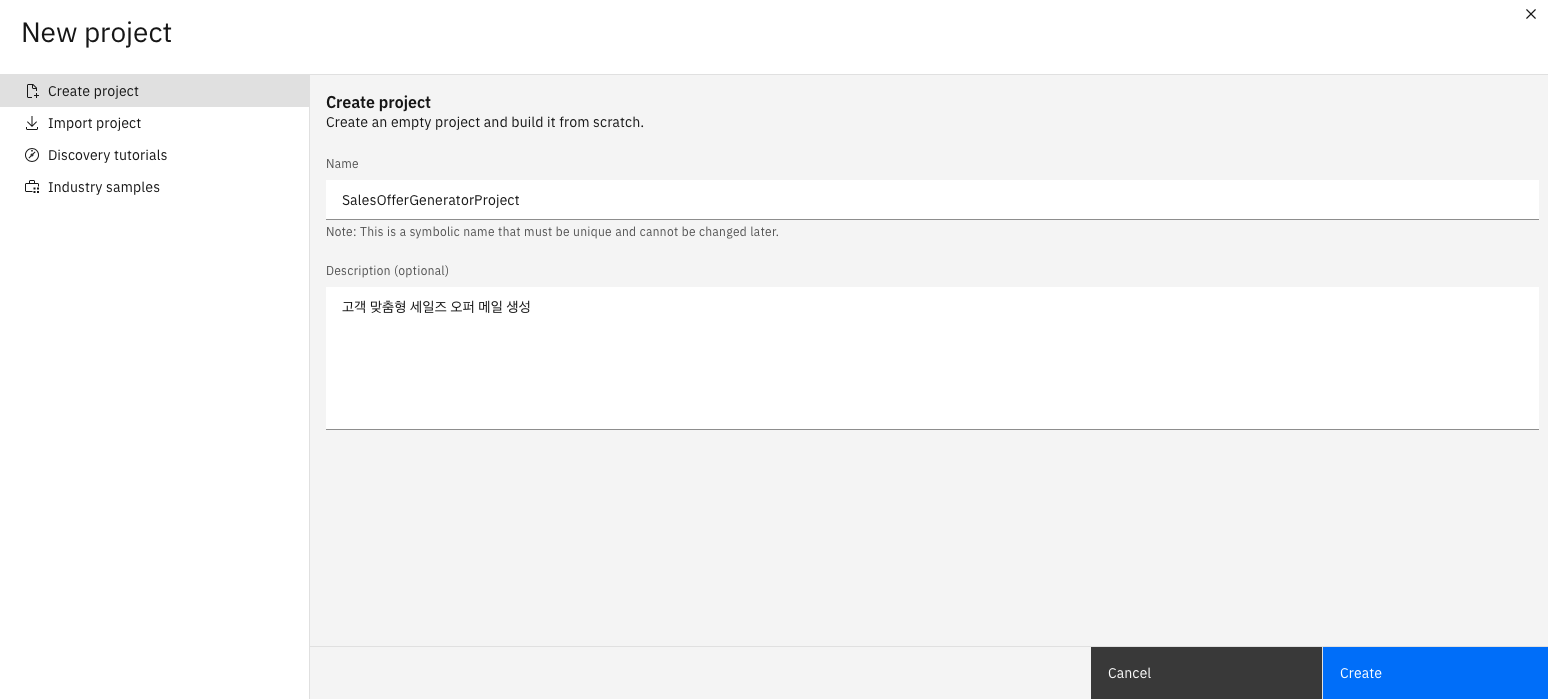 New project
Create project
Import project
Discovery tutorials
Industry samples
Create project
Create an empty project and build it from scratch.
Name
SalesOfferGeneratorProject
Note: This is a symbolic name that must be unique and cannot be changed later.
Description (optional)
고객 맞춤형 세일즈 오퍼 메일 생성
Cancel
Create